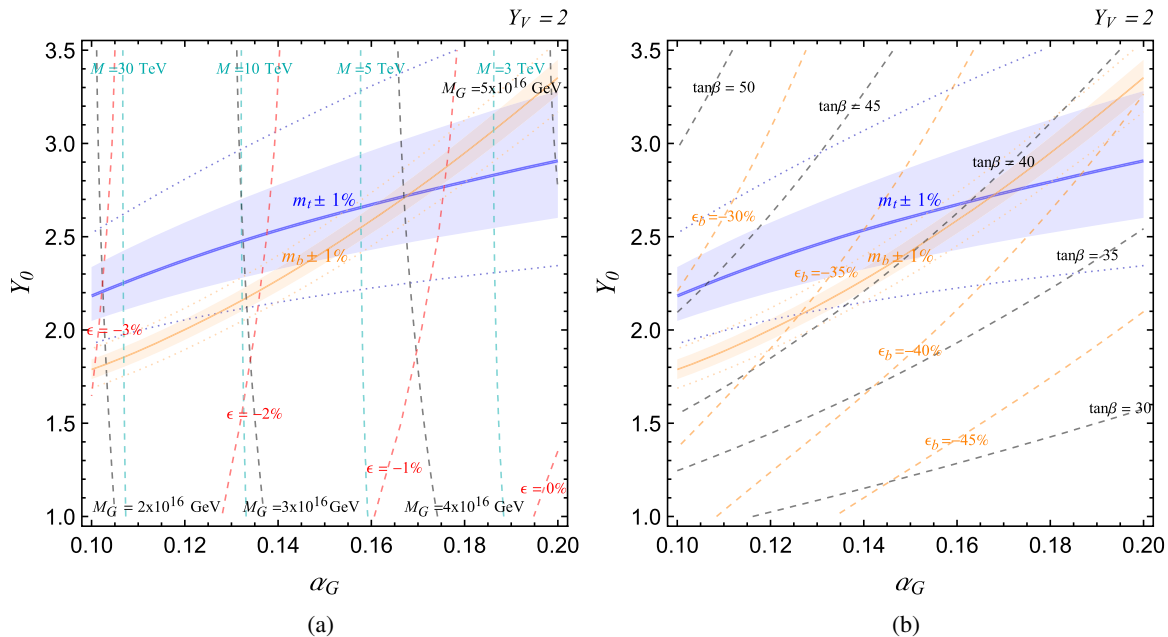 Y_V = 2
3.5
3.0
2.5
2.0
1.5
1.0
Y_0
M =30 TeV
M =10 TeV
M =5 TeV
M =3 TeV
M_G =5x10^16 GeV
m_t ± 1%
m_b ± 1%
ϵ = −3%
ϵ = −2%
ϵ = −1%
ϵ = 0%
M_G = 2x10^16 GeV
M_G =3x10^16 GeV
M_G =4x10^16 GeV
0.10 0.12 0.14 0.16 0.18 0.20
α_G
(a)
Y_V = 2
3.5
3.0
2.5
2.0
1.5
1.0
Y_0
tanβ = 50
tanβ = 45
tanβ = 40
m_t ± 1%
ϵ_b =−30%
m_b ± 1%
tanβ = 35
ϵ_b =−35%
ϵ_b =−40%
tanβ = 30
ϵ_b =−45%
0.10 0.12 0.14 0.16 0.18 0.20
α_G
(b)